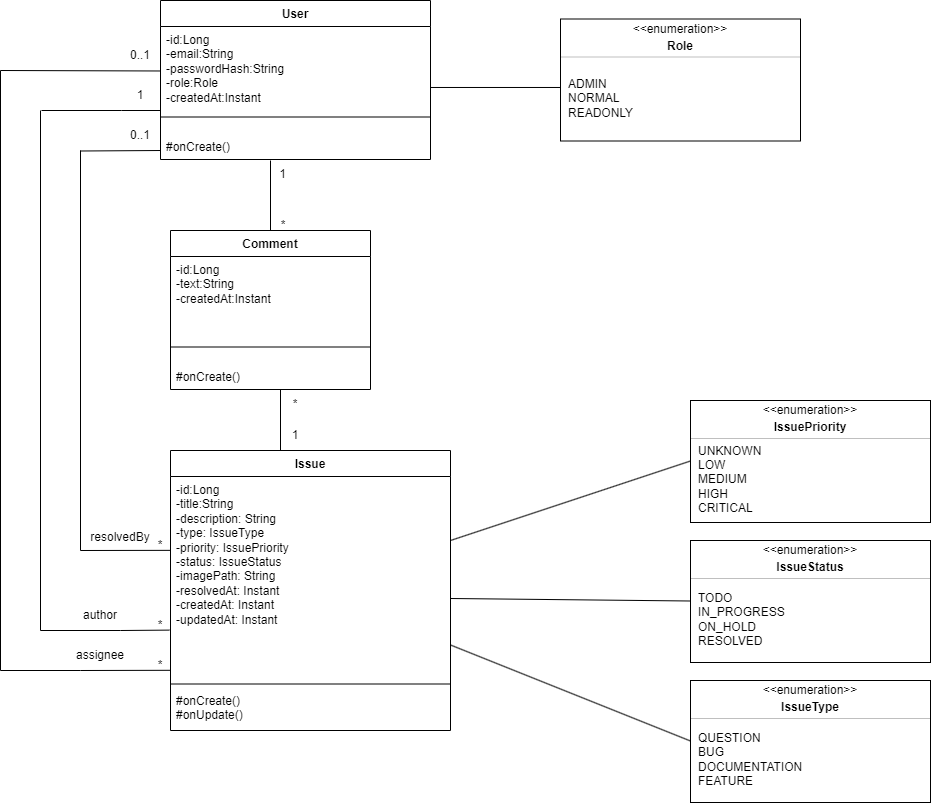 User
-id:Long
-email:String
-passwordHash:String
-role:Role
-createdAt:Instant
#onCreate()
<<enumeration>>
Role
ADMIN
NORMAL
READONLY
0..1
1
0..1
1
*
Comment
-id:Long
-text:String
-createdAt:Instant
#onCreate()
*
1
Issue
-id:Long
-title:String
-description: String
-type: IssueType
-priority: IssuePriority
-status: IssueStatus
-imagePath: String
-resolvedAt: Instant
-createdAt: Instant
-updatedAt: Instant
#onCreate()
#onUpdate()
resolvedBy *
author *
assignee *
<<enumeration>>
IssuePriority
UNKNOWN
LOW
MEDIUM
HIGH
CRITICAL
<<enumeration>>
IssueStatus
TODO
IN_PROGRESS
ON_HOLD
RESOLVED
<<enumeration>>
IssueType
QUESTION
BUG
DOCUMENTATION
FEATURE